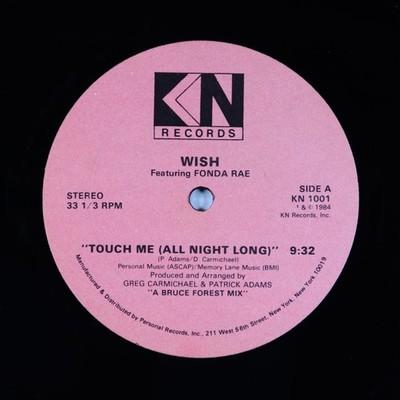 KN
RECORDS
WISH
Featuring FONDA RAE
STEREO
33 1/3 RPM
SIDE A
KN 1001
℗ & © 1984
KN Records, Inc.
"TOUCH ME (ALL NIGHT LONG)" 9:32
(P. Adams/D. Carmichael)
Personal Music (ASCAP)/Memory Lane Music (BMI)
Produced and Arranged by
GREG CARMICHAEL & PATRICK ADAMS
"A BRUCE FOREST MIX"
Manufactured & Distributed by Personal Records, Inc., 211 West 56th Street, New York, New York 10019